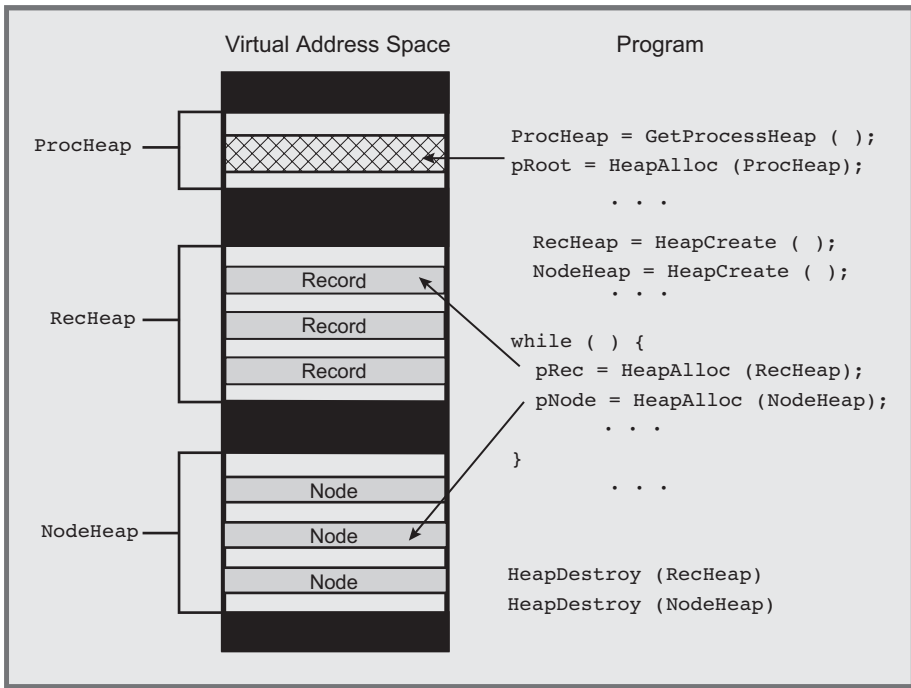 Virtual Address Space
Program
ProcHeap
ProcHeap = GetProcessHeap ( );
pRoot = HeapAlloc (ProcHeap);
. . .
RecHeap = HeapCreate ( );
NodeHeap = HeapCreate ( );
. . .
RecHeap
Record
Record
Record
while ( ) {
pRec = HeapAlloc (RecHeap);
pNode = HeapAlloc (NodeHeap);
. . .
}
. . .
NodeHeap
Node
Node
Node
HeapDestroy (RecHeap)
HeapDestroy (NodeHeap)